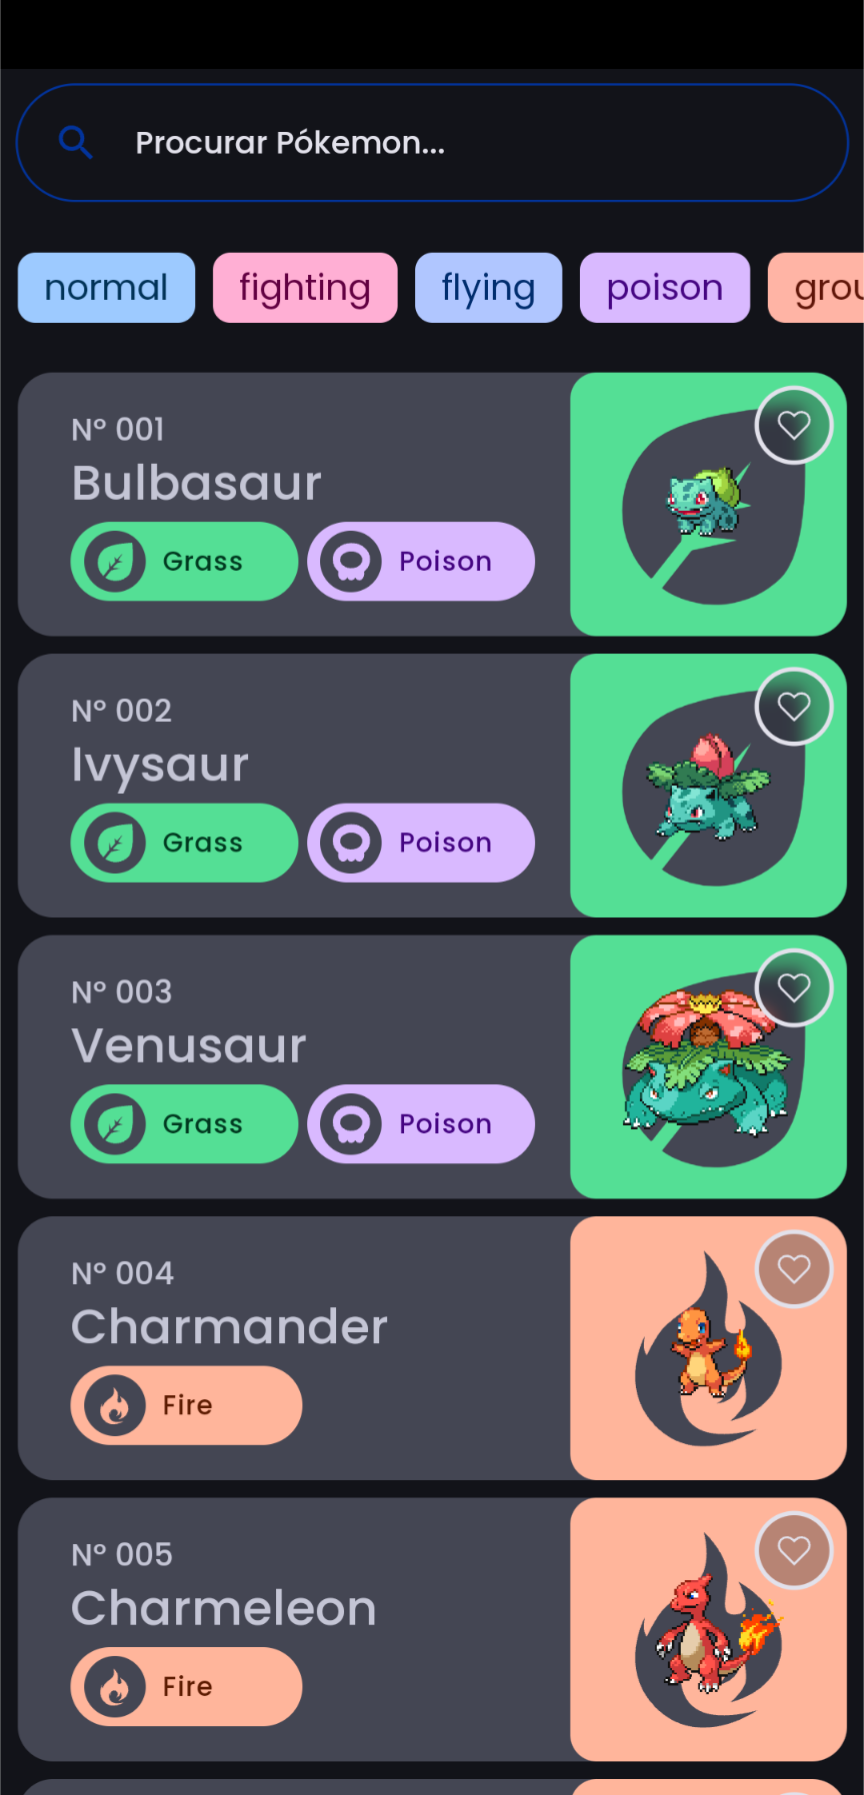 Procurar Pókemon...
normal fighting flying poison grou
Nº 001
Bulbasaur
Grass Poison
Nº 002
Ivysaur
Grass Poison
Nº 003
Venusaur
Grass Poison
Nº 004
Charmander
Fire
Nº 005
Charmeleon
Fire